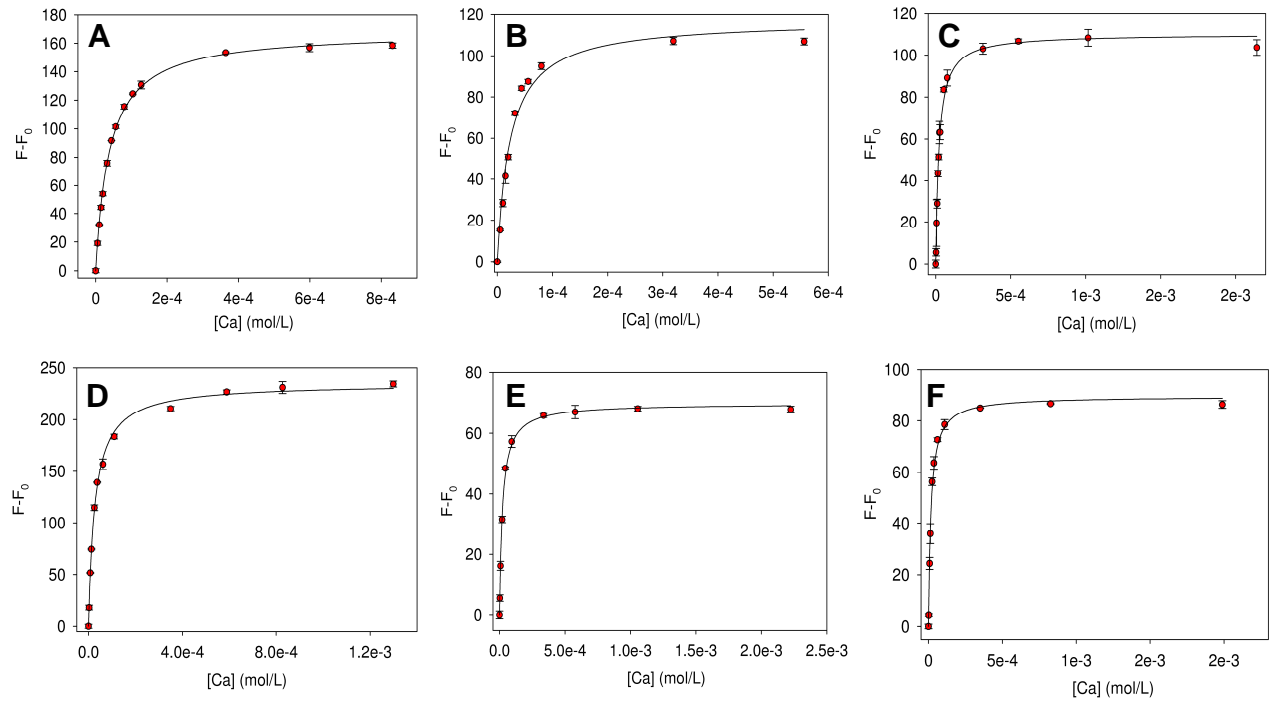 A
F-F0
180
160
140
120
100
80
60
40
20
0
0 2e-4 4e-4 6e-4 8e-4
[Ca] (mol/L)
B
F-F0
120
100
80
60
40
20
0
0 1e-4 2e-4 3e-4 4e-4 5e-4 6e-4
[Ca] (mol/L)
C
F-F0
120
100
80
60
40
20
0
0 5e-4 1e-3 2e-3 2e-3
[Ca] (mol/L)
D
F-F0
250
200
150
100
50
0
0.0 4.0e-4 8.0e-4 1.2e-3
[Ca] (mol/L)
E
F-F0
80
60
40
20
0
0.0 5.0e-4 1.0e-3 1.5e-3 2.0e-3 2.5e-3
[Ca] (mol/L)
F
F-F0
100
80
60
40
20
0
0 5e-4 1e-3 2e-3 2e-3
[Ca] (mol/L)